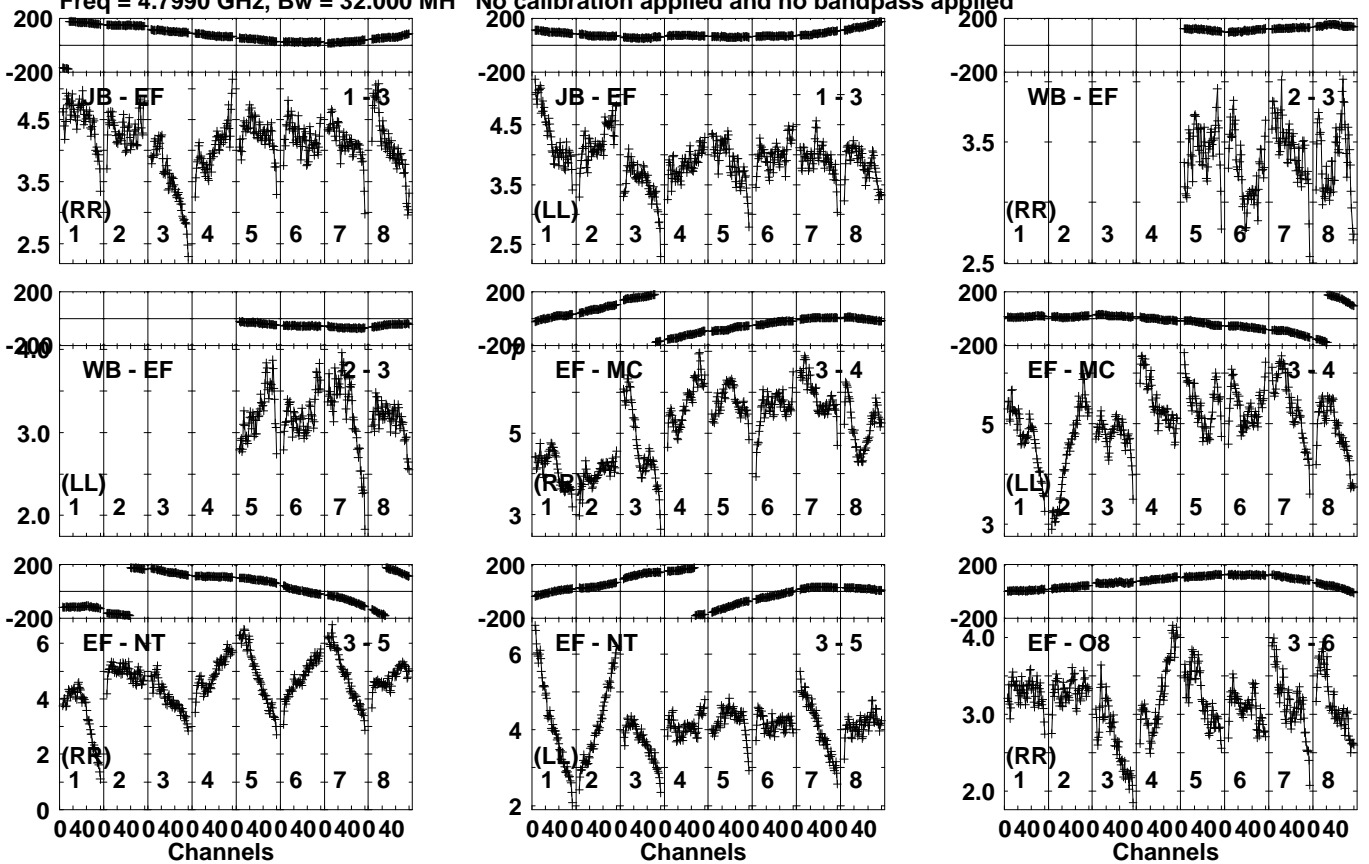 Freq = 4.7990 GHz, Bw = 32.000 MH No calibration applied and no bandpass applied
200
-200
JB - EF 1 - 3
4.5
3.5
2.5
(RR)
1 2 3 4 5 6 7 8
200
-200
JB - EF 1 - 3
4.5
3.5
2.5
(LL)
1 2 3 4 5 6 7 8
200
-200
WB - EF 2 - 3
3.5
2.5
(RR)
1 2 3 4 5 6 7 8
200
-200
4.0
WB - EF 2 - 3
3.0
2.0
(LL)
1 2 3 4 5 6 7 8
200
-200
7
EF - MC 3 - 4
5
3
(RR)
1 2 3 4 5 6 7 8
200
-200
EF - MC 3 - 4
5
3
(LL)
1 2 3 4 5 6 7 8
200
-200
EF - NT 3 - 5
6
4
2
0
(RR)
1 2 3 4 5 6 7 8
0 40 0 40 0 40 0 40 0 40 0 40 0 40 0 40
Channels
200
-200
EF - NT 3 - 5
6
4
2
(LL)
1 2 3 4 5 6 7 8
0 40 0 40 0 40 0 40 0 40 0 40 0 40 0 40
Channels
200
-200
EF - O8 3 - 6
4.0
3.0
2.0
(RR)
1 2 3 4 5 6 7 8
0 40 0 40 0 40 0 40 0 40 0 40 0 40 0 40
Channels